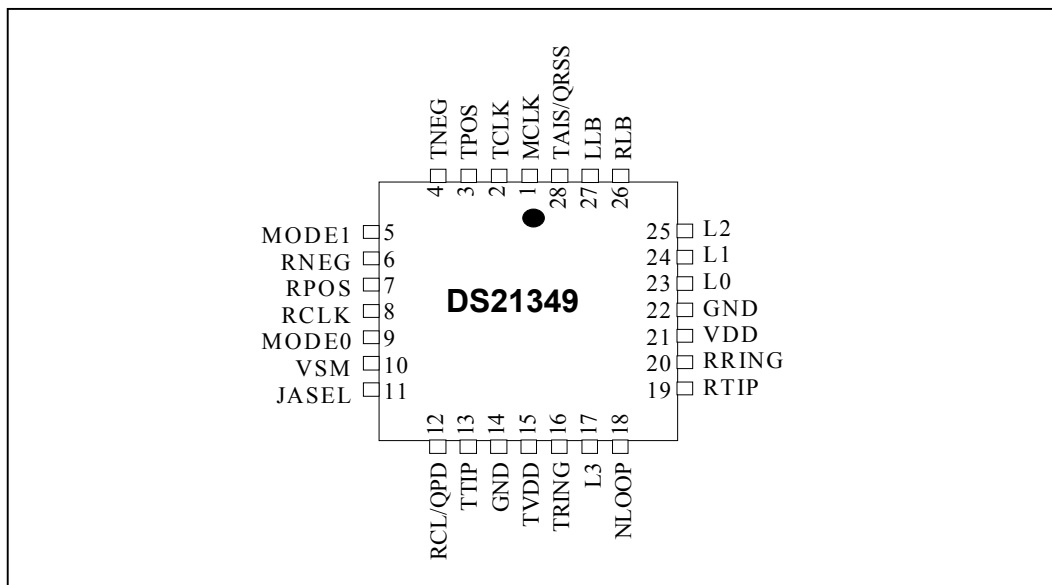 TNEG
TPOS
TCLK
MCLK
TAIS/QRSS
LLB
RLB
4
3
2
1
28
27
26
MODE1 5
RNEG 6
RPOS 7
RCLK 8
MODE0 9
VSM 10
JASEL 11
DS21349
25 L2
24 L1
23 L0
22 GND
21 VDD
20 RRING
19 RTIP
12
13
14
15
16
17
18
RCL/QPD
TTIP
GND
TVDD
TRING
L3
NLOOP